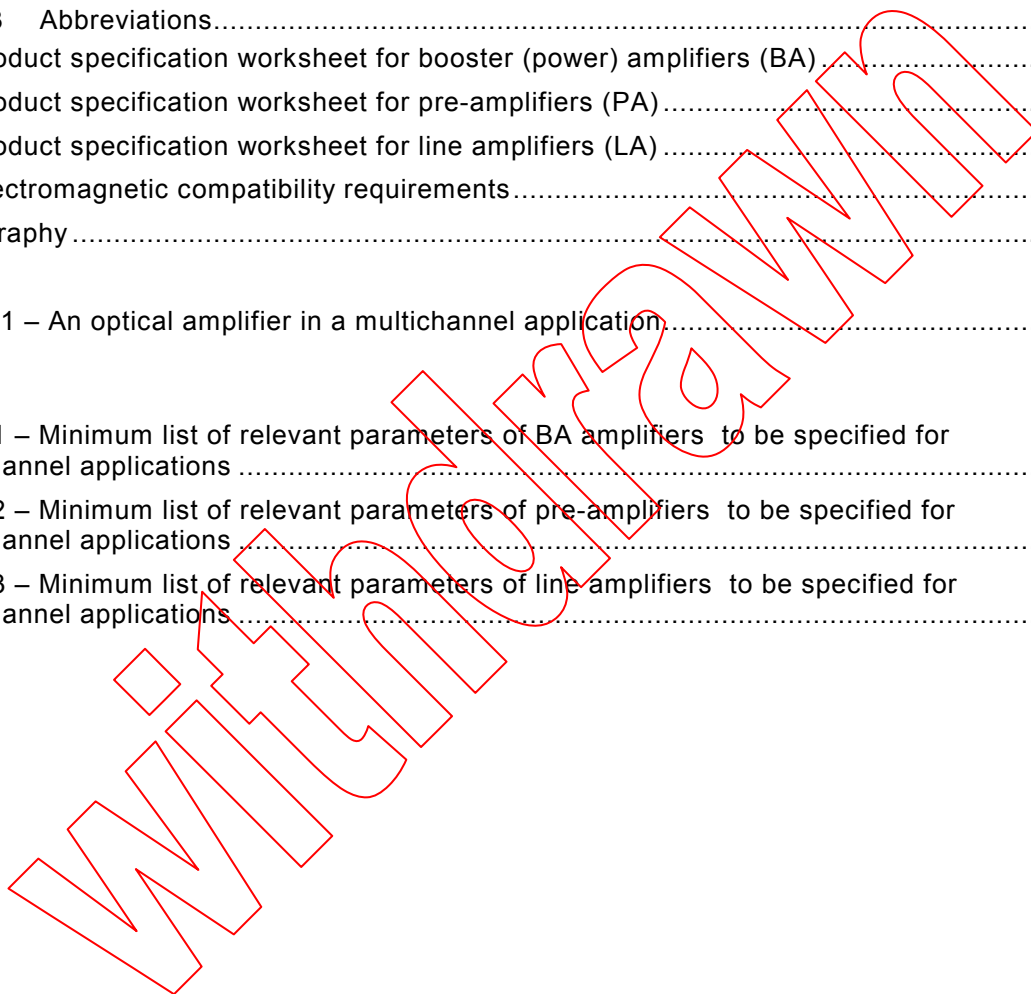 3 Abbreviations
oduct specification worksheet for booster (power) amplifiers (BA)
oduct specification worksheet for pre-amplifiers (PA)
oduct specification worksheet for line amplifiers (LA)
ectromagnetic compatibility requirements
raphy
1 – An optical amplifier in a multichannel application
1 – Minimum list of relevant parameters of BA amplifiers to be specified for
annel applications
2 – Minimum list of relevant parameters of pre-amplifiers to be specified for
annel applications
3 – Minimum list of relevant parameters of line amplifiers to be specified for
annel applications
withdrawn